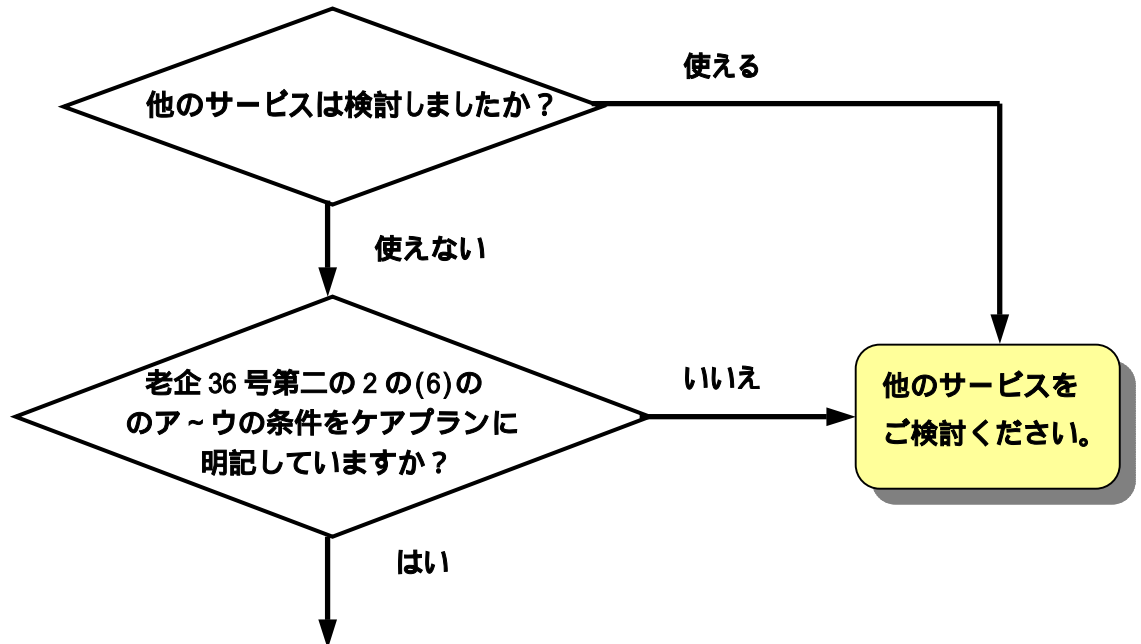 他のサービスは検討しましたか？
使える
使えない
老企 36 号第二の 2 の(6)の
のア～ウの条件をケアプランに
明記していますか？
いいえ
他のサービスを
ご検討ください。
はい